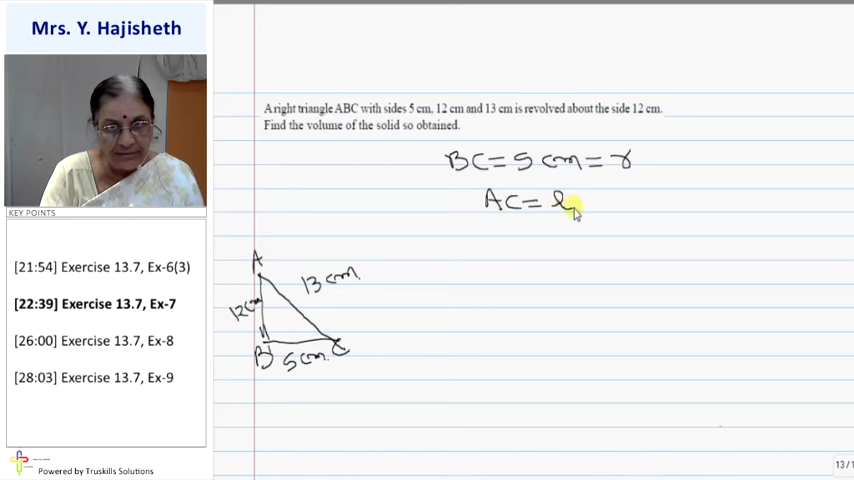 Mrs. Y. Hajisheth
A right triangle ABC with sides 5 cm, 12 cm and 13 cm is revolved about the side 12 cm.
Find the volume of the solid so obtained.
BC = 5 cm = r
AC = l
KEY POINTS
[21:54] Exercise 13.7, Ex-6(3)
[22:39] Exercise 13.7, Ex-7
[26:00] Exercise 13.7, Ex-8
[28:03] Exercise 13.7, Ex-9
A
13 cm.
12 cm
B
5 cm.
C
Powered by Truskills Solutions
13/1